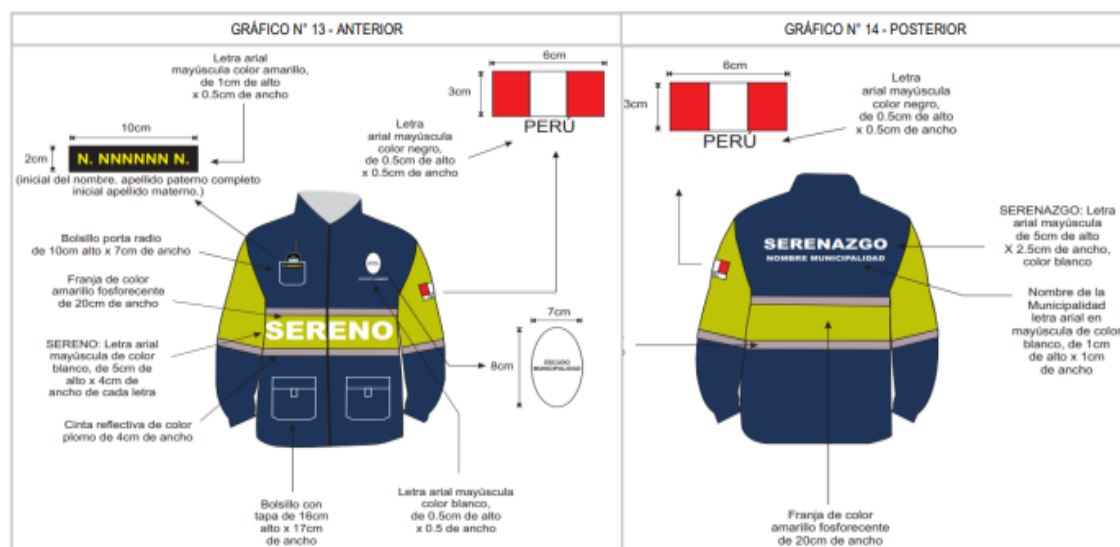 GRÁFICO N° 13 - ANTERIOR
Letra arial
mayúscula color amarillo,
de 1cm de alto
x 0.5cm de ancho
10cm
2cm
N. NNNNNN N.
(inicial del nombre. apellido paterno completo
inicial apellido materno.)
6cm
3cm
PERÚ
Letra
arial mayúscula
color negro,
de 0.5cm de alto
x 0.5cm de ancho
Bolsillo porta radio
de 10cm alto x 7cm de ancho
Franja de color
amarillo fosforecente
de 20cm de ancho
SERENO: Letra arial
mayúscula de color
blanco, de 5cm de
alto x 4cm de
ancho de cada letra
Cinta reflectiva de color
plomo de 4cm de ancho
SERENO
7cm
8cm
ESCUDO
MUNICIPALIDAD
Bolsillo con
tapa de 16cm
alto x 17cm
de ancho
Letra arial mayúscula
color blanco,
de 0.5cm de alto
x 0.5 de ancho
GRÁFICO N° 14 - POSTERIOR
6cm
3cm
PERÚ
Letra
arial mayúscula
color negro,
de 0.5cm de alto
x 0.5cm de ancho
SERENAZGO
NOMBRE MUNICIPALIDAD
SERENAZGO: Letra
arial mayúscula
de 5cm de alto
X 2.5cm de ancho,
color blanco
Nombre de la
Municipalidad
letra arial en
mayúscula de color
blanco, de 1cm
de alto x 1cm
de ancho
Franja de color
amarillo fosforecente
de 20cm de ancho